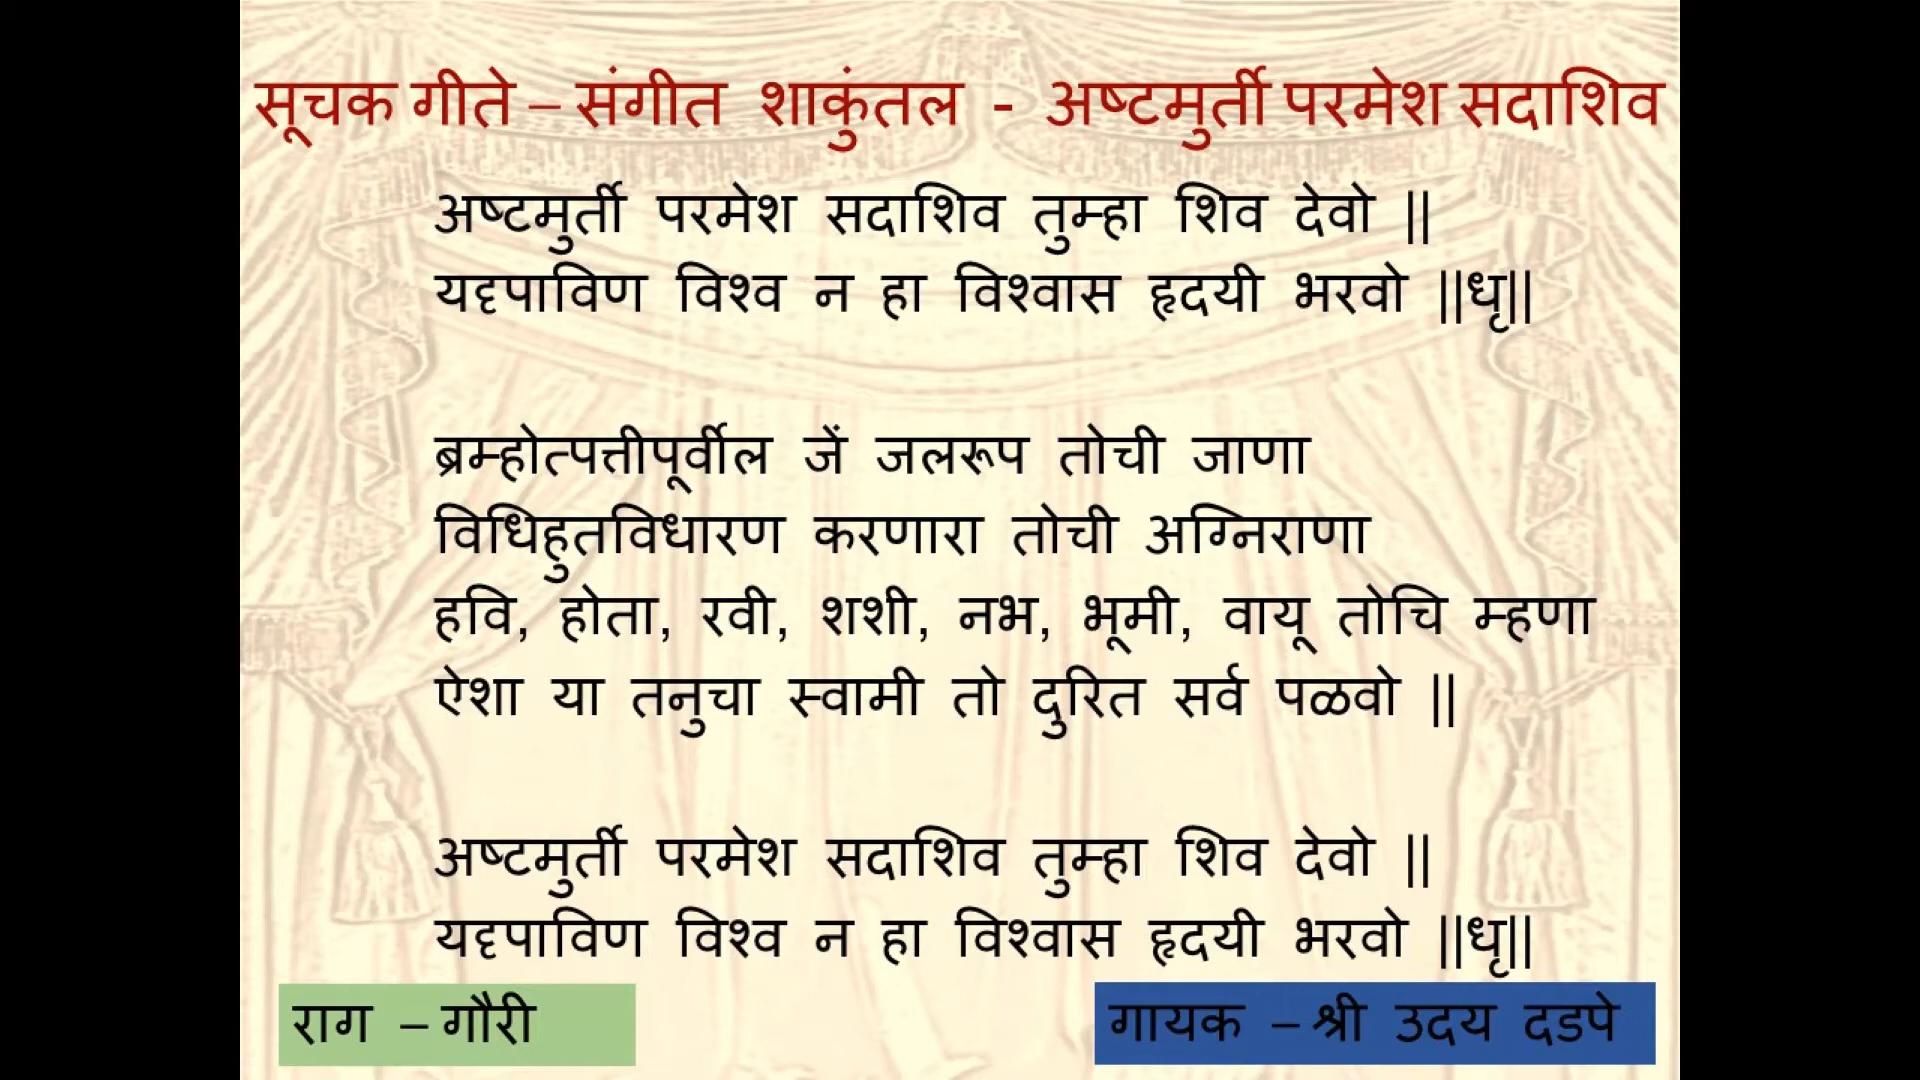 सूचक गीते – संगीत शाकुंतल - अष्टमुर्ती परमेश सदाशिव
अष्टमुर्ती परमेश सदाशिव तुम्हा शिव देवो ||
यदृपाविण विश्व न हा विश्वास हृदयी भरवो ||धृ||
ब्रम्होत्पत्तीपूर्वील जें जलरूप तोची जाणा
विधिहुतविधारण करणारा तोची अग्निराणा
हवि, होता, रवी, शशी, नभ, भूमी, वायू तोचि म्हणा
ऐशा या तनुचा स्वामी तो दुरित सर्व पळवो ||
अष्टमुर्ती परमेश सदाशिव तुम्हा शिव देवो ||
यदृपाविण विश्व न हा विश्वास हृदयी भरवो ||धृ||
राग – गौरी
गायक – श्री उदय दडपे